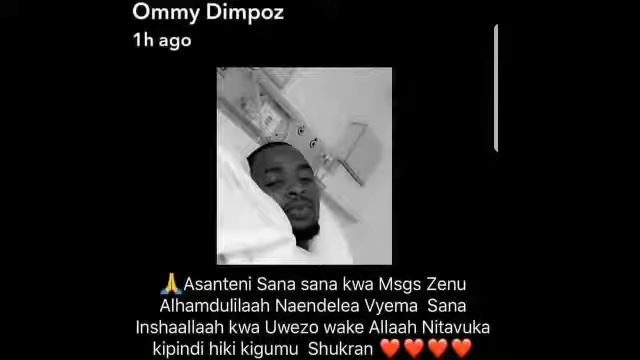 Ommy Dimpoz
1h ago
🙏Asanteni Sana sana kwa Msgs Zenu
Alhamdulilaah Naendelea Vyema Sana
Inshaallaah kwa Uwezo wake Allaah Nitavuka
kipindi hiki kigumu Shukran ❤️❤️❤️❤️